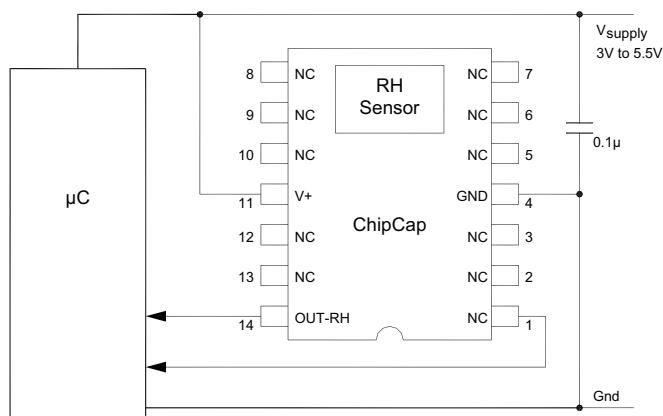 Vsupply
3V to 5.5V
8 NC
RH
Sensor
NC 7
9 NC
NC 6
10 NC
NC 5
0.1µ
µC
11 V+
GND 4
ChipCap
12 NC
NC 3
13 NC
NC 2
14 OUT-RH
NC 1
Gnd